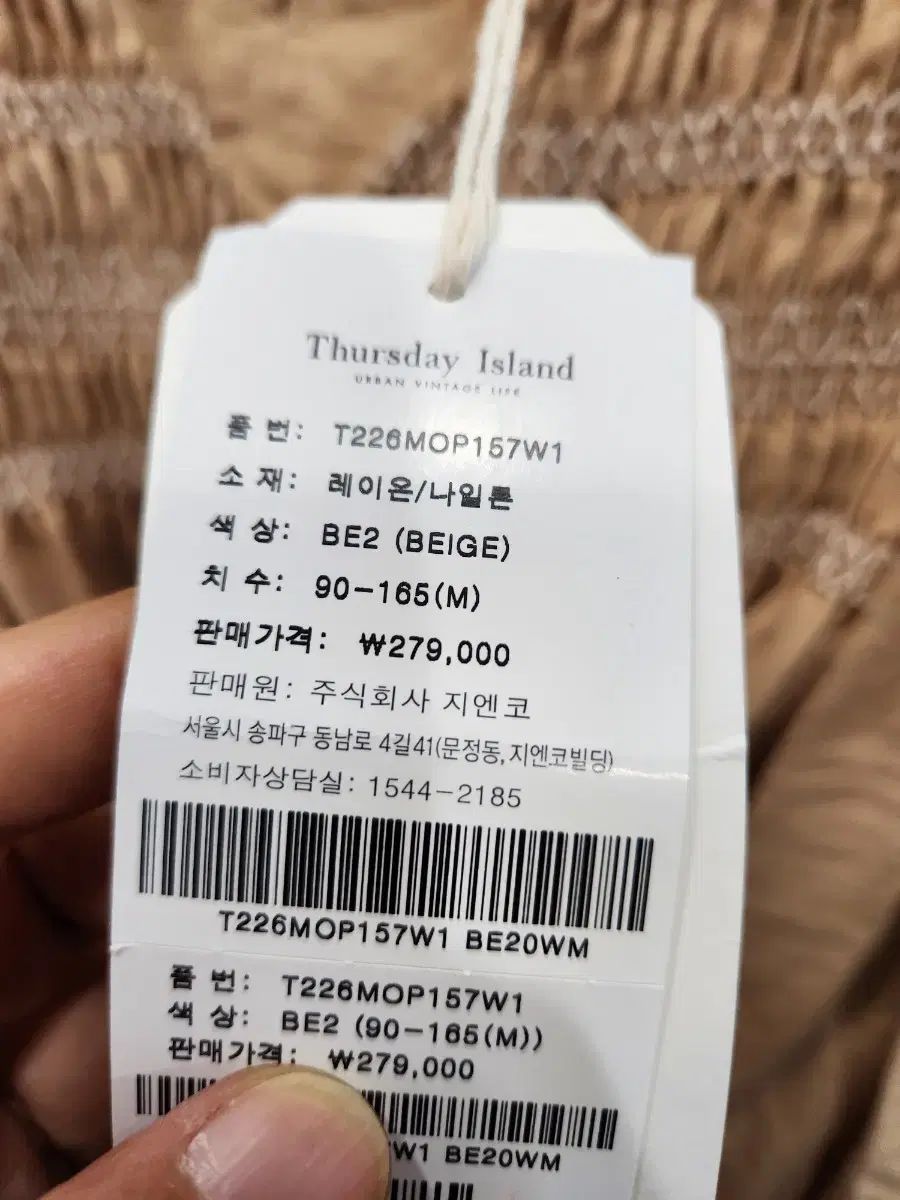 Thursday Island
URBAN VINTAGE LIFE
품 번: T226MOP157W1
소 재: 레이온/나일론
색 상: BE2 (BEIGE)
치 수: 90-165(M)
판매가격: ₩279,000
판매원: 주식회사 지엔코
서울시 송파구 동남로 4길41(문정동, 지엔코빌딩)
소비자상담실: 1544-2185
T226MOP157W1 BE20WM
품 번: T226MOP157W1
색 상: BE2 (90-165(M))
판매가격: ₩279,000
W1 BE20WM